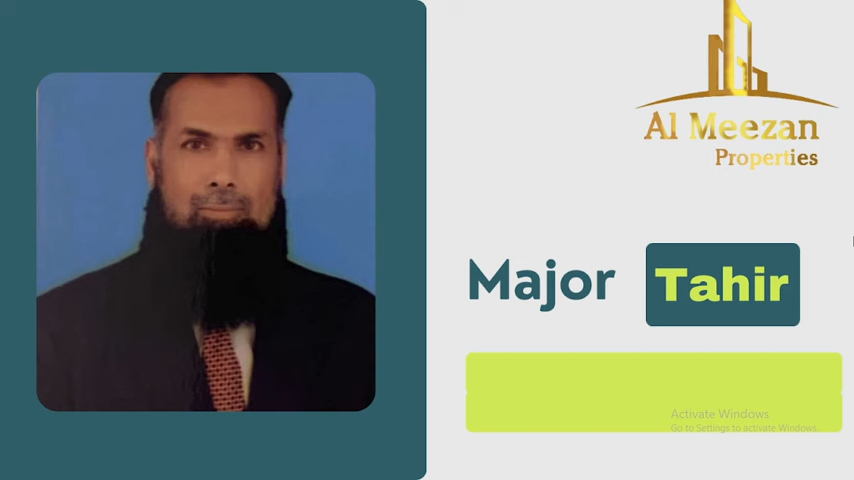 Al Meezan
Properties
Major Tahir
Activate Windows
Go to Settings to activate Windows.